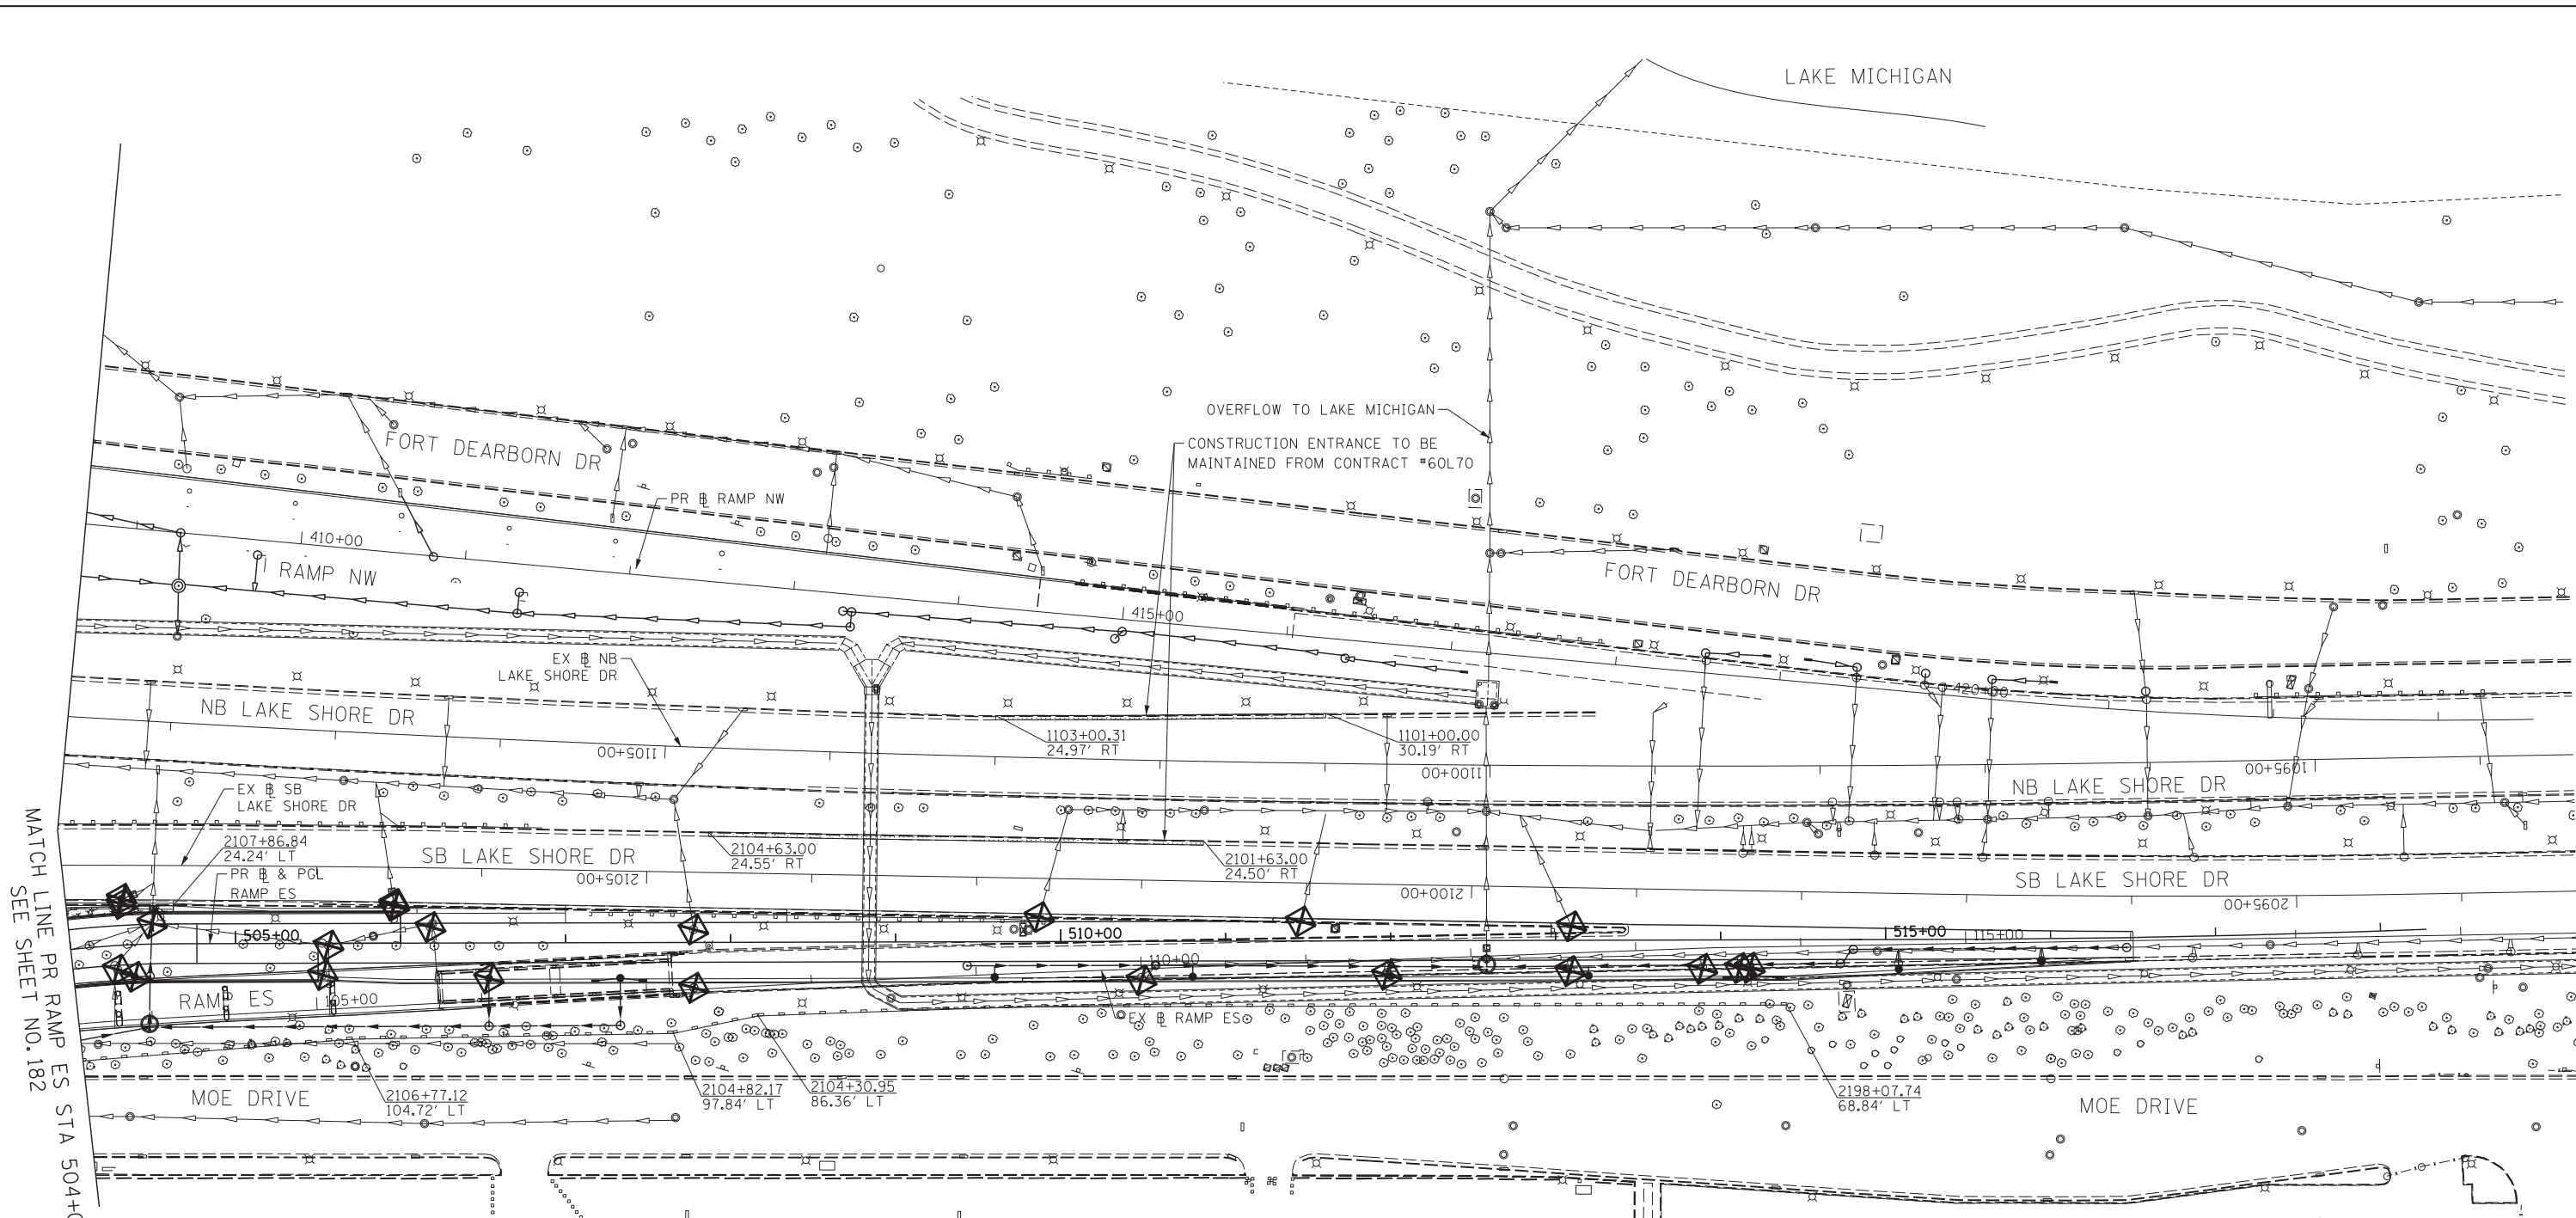 LAKE MICHIGAN
OVERFLOW TO LAKE MICHIGAN
CONSTRUCTION ENTRANCE TO BE
MAINTAINED FROM CONTRACT #60L70
FORT DEARBORN DR
PR BL RAMP NW
410+00
RAMP NW
415+00
FORT DEARBORN DR
EX BL NB
LAKE SHORE DR
420+00
NB LAKE SHORE DR
1103+00.31
24.97' RT
1101+00.00
30.19' RT
1105+00
1100+00
1095+00
NB LAKE SHORE DR
EX BL SB
LAKE SHORE DR
2107+86.84
24.24' LT
PR BL & PGL
RAMP ES
SB LAKE SHORE DR
2104+63.00
24.55' RT
2101+63.00
24.50' RT
2105+00
2100+00
SB LAKE SHORE DR
2095+00
505+00
510+00
515+00
115+00
110+00
RAMP ES
105+00
EX BL RAMP ES
MATCH LINE PR RAMP ES STA 504+0
SEE SHEET NO.182
MOE DRIVE
2106+77.12
104.72' LT
2104+82.17
97.84' LT
2104+30.95
86.36' LT
2198+07.74
68.84' LT
MOE DRIVE